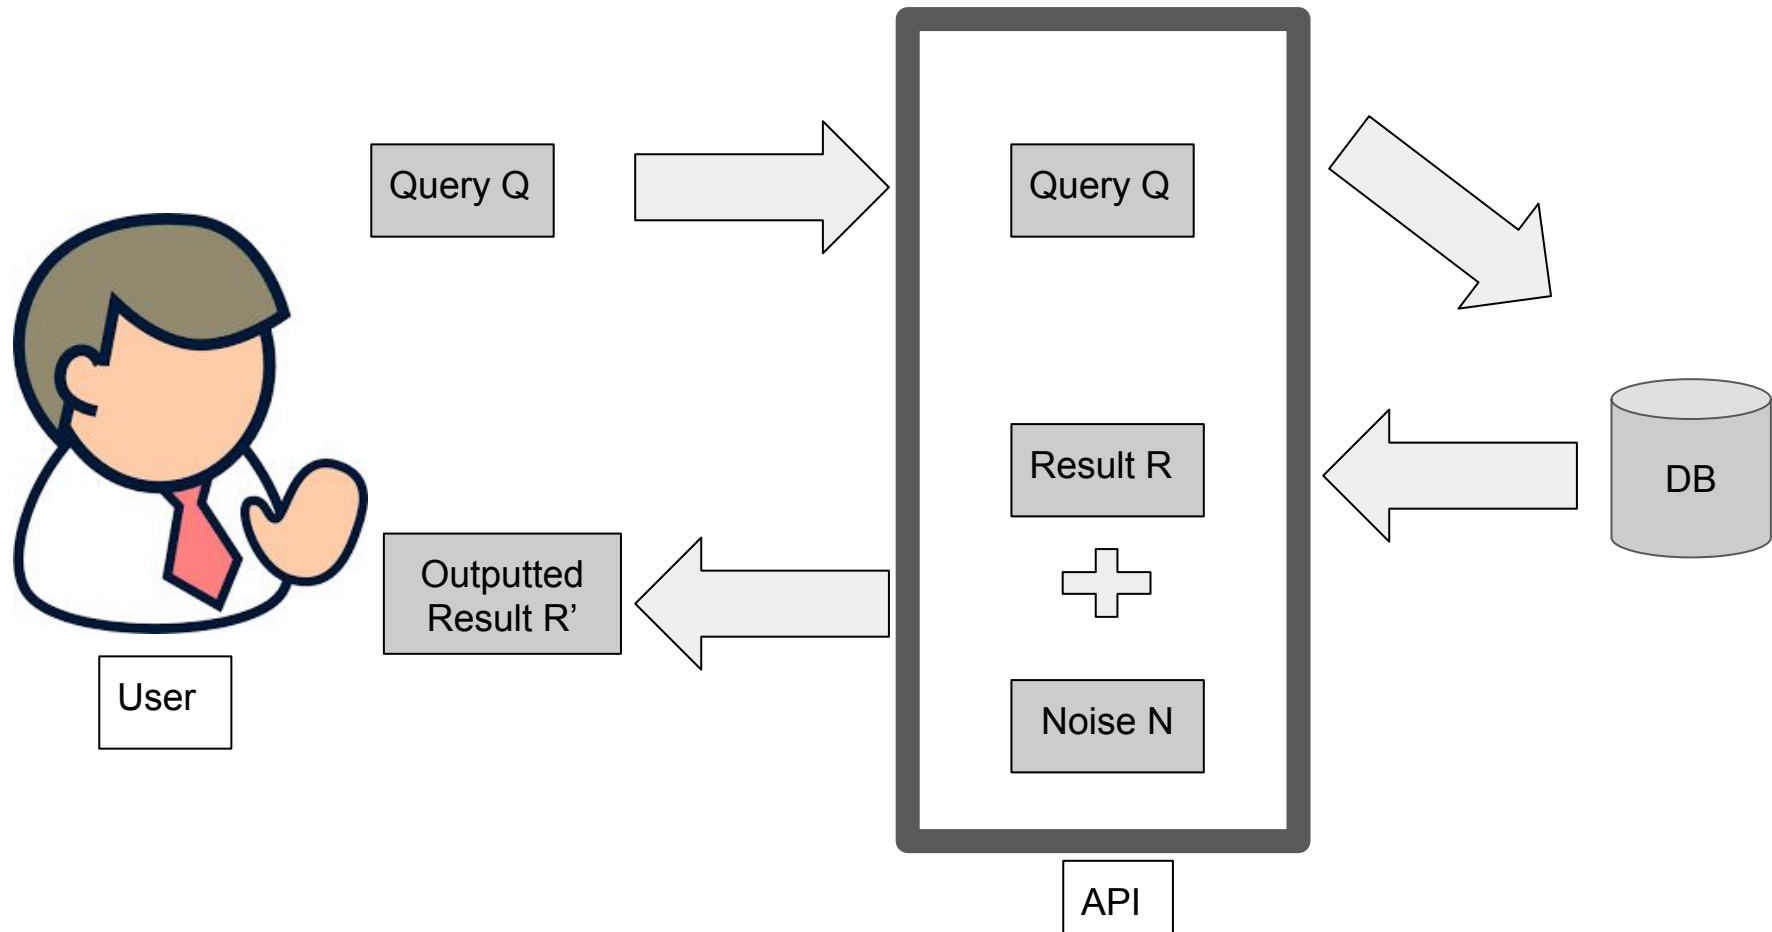 Query Q
Query Q
Result R
DB
Outputted
Result R’
User
Noise N
API